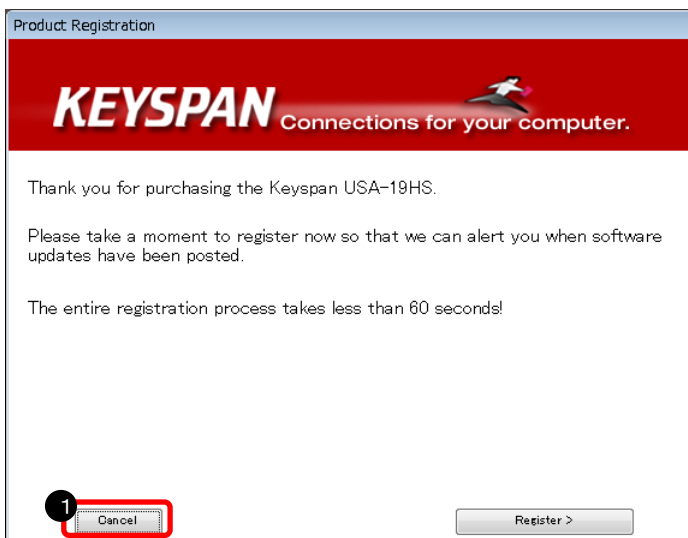 Product Registration
KEYSPAN Connections for your computer.
Thank you for purchasing the Keyspan USA-19HS.
Please take a moment to register now so that we can alert you when software
updates have been posted.
The entire registration process takes less than 60 seconds!
1
Cancel
Register >